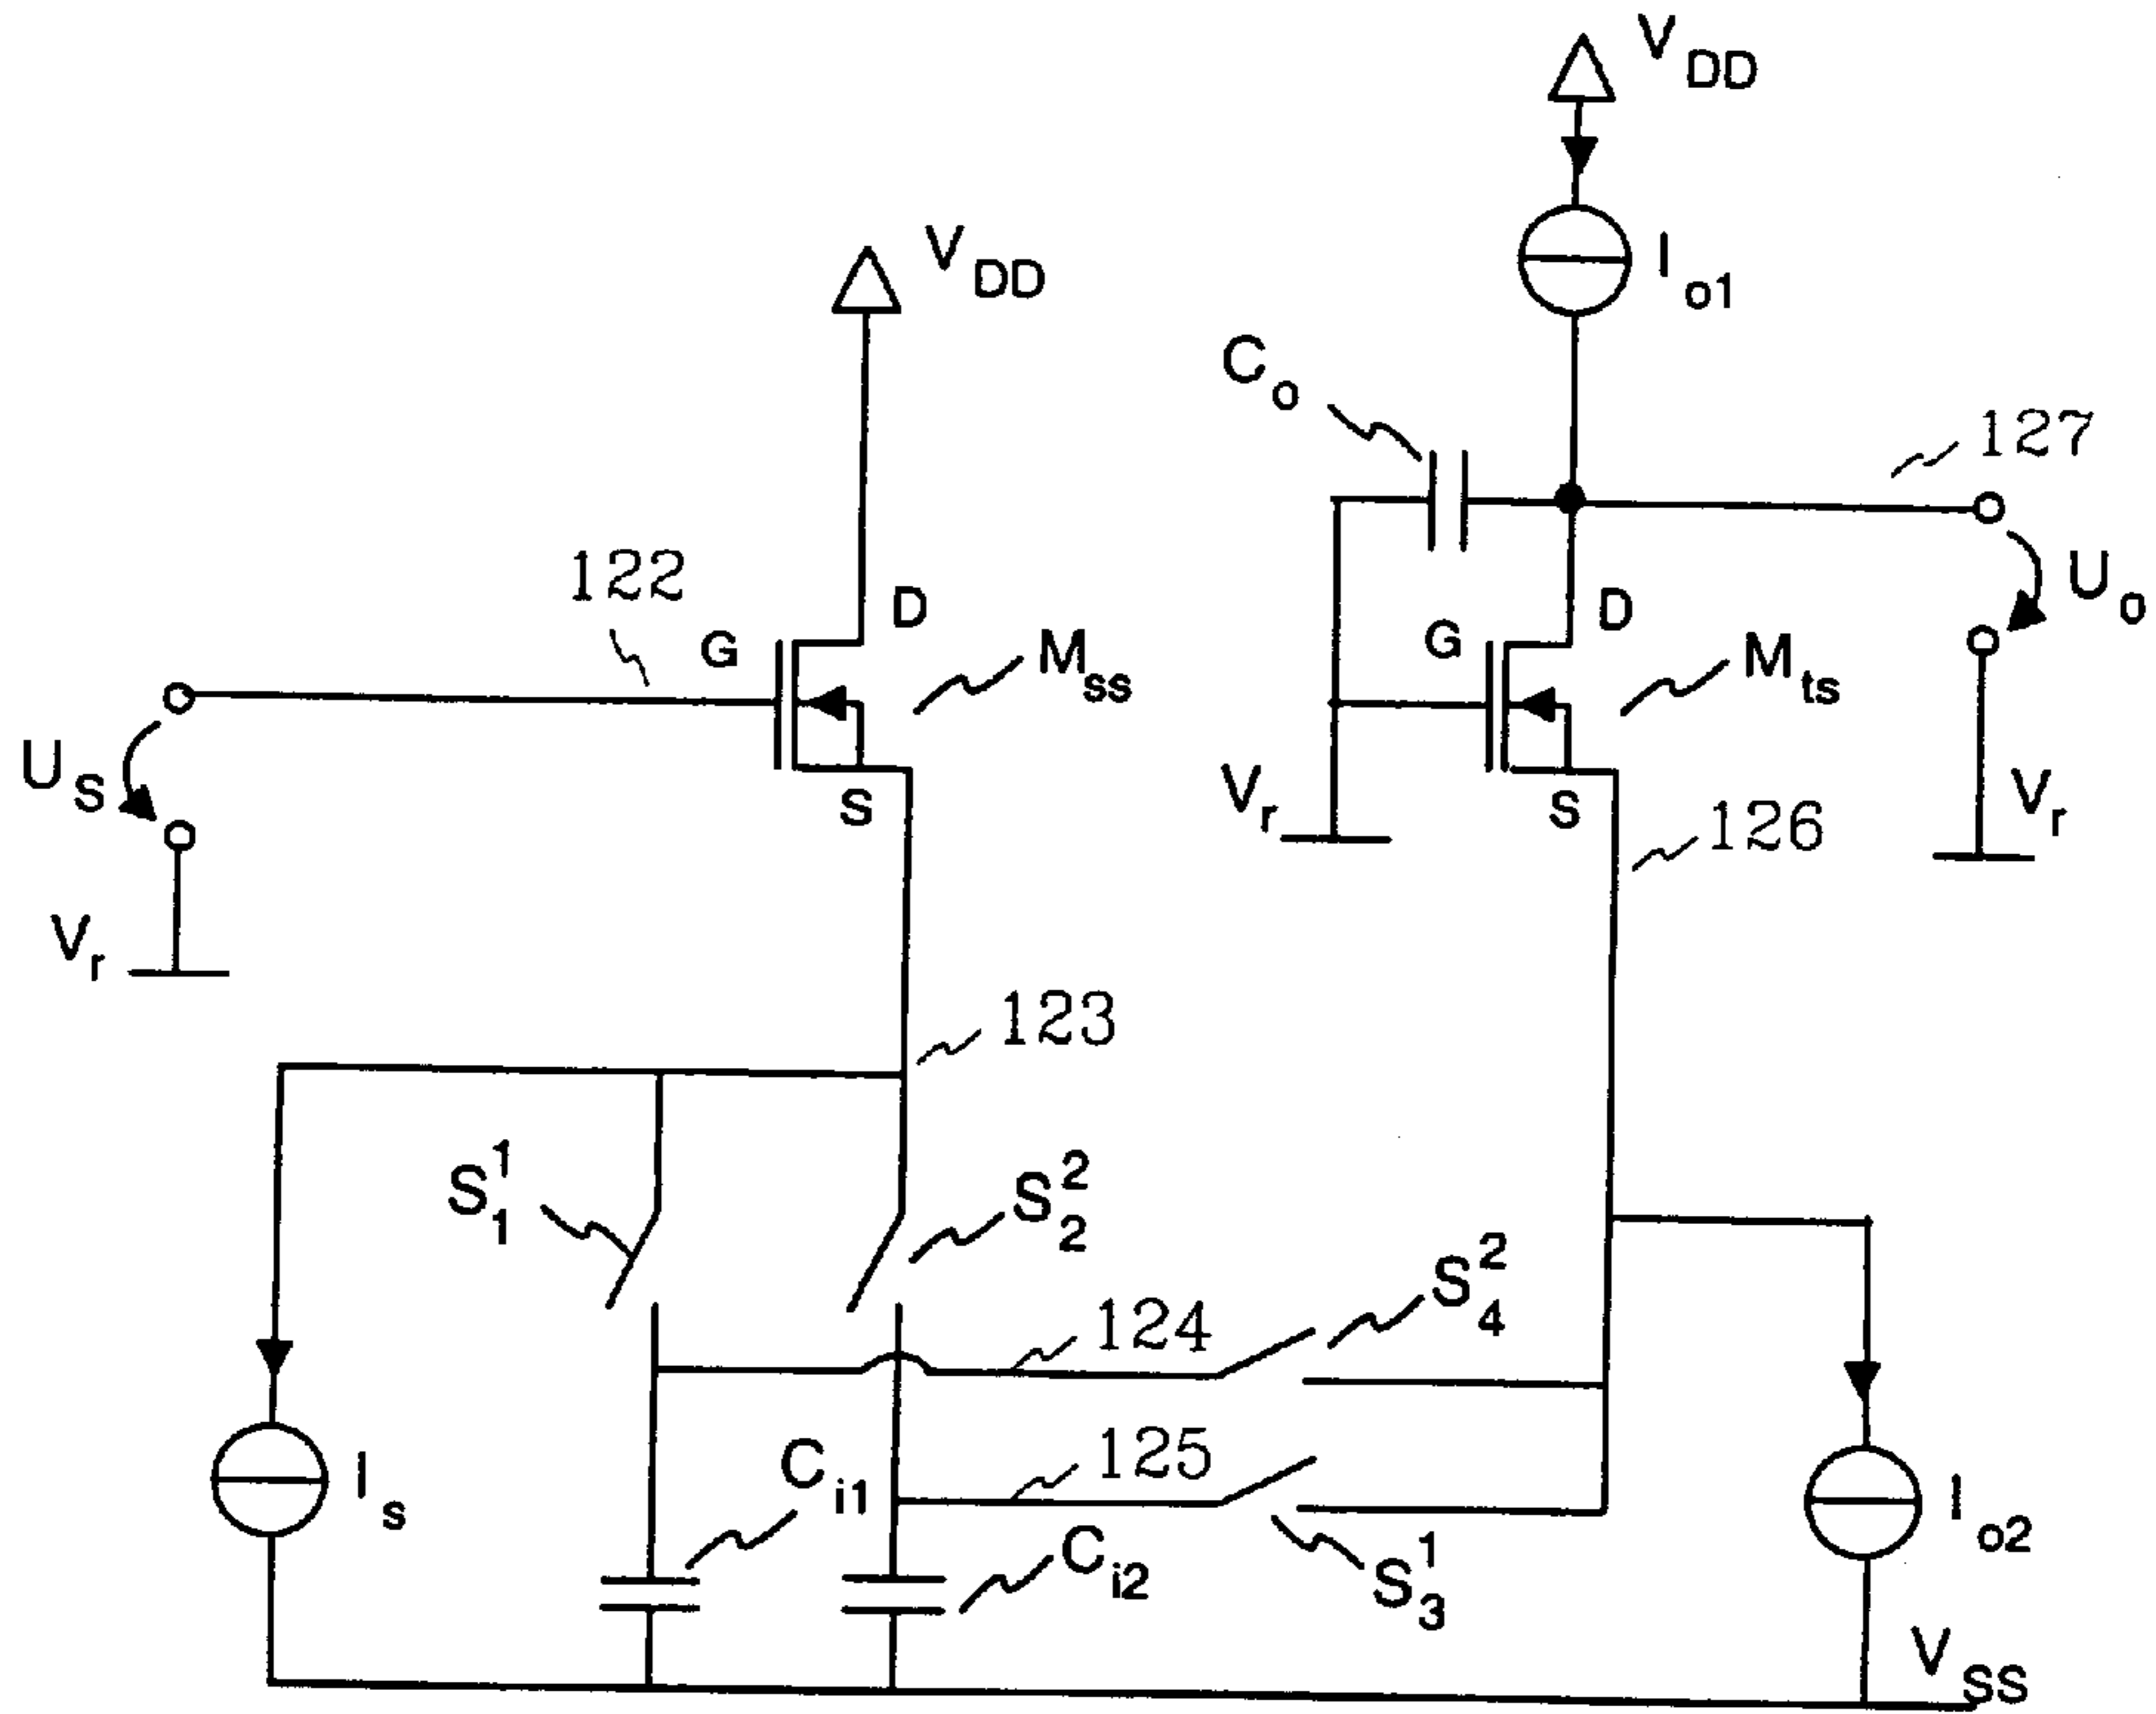 V_DD
V_DD
I_o1
C_o
127
122
U_o
D
D
G
M_ss
G
M_ts
U_S
S
V_r
S
126
V_r
V_r
123
S_1^1
S_2^2
S_4^2
124
125
C_i1
I_s
C_i2
I_o2
S_3^1
V_SS